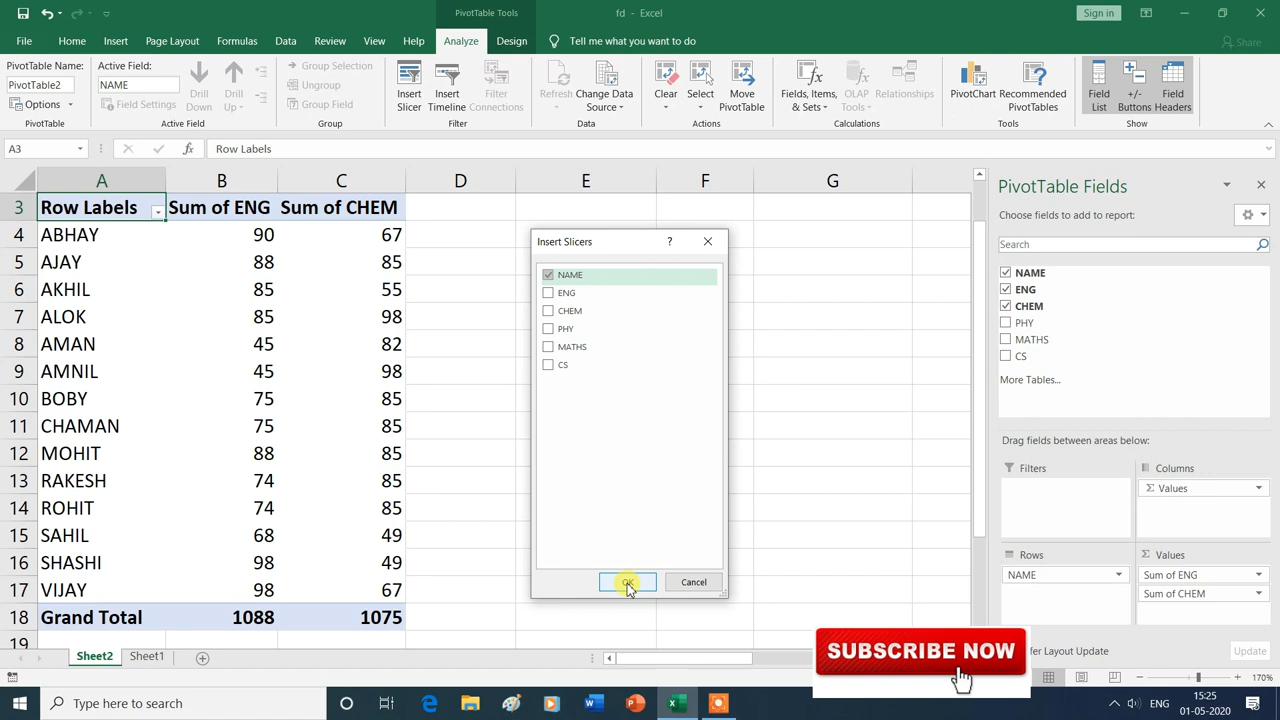 PivotTable Tools
fd - Excel
Sign in
File Home Insert Page Layout Formulas Data Review View Help Analyze Design Tell me what you want to do Share
PivotTable Name: Active Field:
PivotTable2 NAME
Options Field Settings
Drill Down Drill Up
PivotTable Active Field
Group Selection
Ungroup
Group Field
Group
Insert Slicer Insert Timeline Filter Connections
Filter
Refresh Change Data Source
Data
Clear Select Move PivotTable
Actions
Fields, Items, & Sets OLAP Tools Relationships
Calculations
PivotChart Recommended PivotTables
Tools
Field List +/- Buttons Field Headers
Show
A3 fx Row Labels
A B C D E F G
3 Row Labels Sum of ENG Sum of CHEM
4 ABHAY 90 67
5 AJAY 88 85
6 AKHIL 85 55
7 ALOK 85 98
8 AMAN 45 82
9 AMNIL 45 98
10 BOBY 75 85
11 CHAMAN 75 85
12 MOHIT 88 85
13 RAKESH 74 85
14 ROHIT 74 85
15 SAHIL 68 49
16 SHASHI 98 49
17 VIJAY 98 67
18 Grand Total 1088 1075
19
Insert Slicers ?
NAME
ENG
CHEM
PHY
MATHS
CS
OK Cancel
PivotTable Fields
Choose fields to add to report:
Search
NAME
ENG
CHEM
PHY
MATHS
CS
More Tables...
Drag fields between areas below:
Filters Columns
Σ Values
Rows Σ Values
NAME Sum of ENG
Sum of CHEM
fer Layout Update Update
SUBSCRIBE NOW
Sheet2 Sheet1
170%
Type here to search
ENG
15:25
01-05-2020